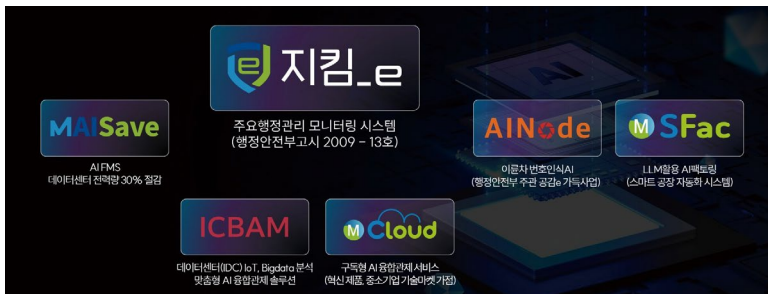 지킴_e
주요행정관리 모니터링 시스템
(행정안전부고시 2009 - 13호)
MAISave
AI FMS
데이터센터 전력량 30% 절감
AINode
이륜차 번호인식AI
(행정안전부 주관 공감e 가득사업)
M SFac
LLM활용 AI팩토링
(스마트 공장 자동화 시스템)
AI
ICBAM
데이터센터(IDC) IoT, Bigdata 분석
맞춤형 AI 융합관제 솔루션
M Cloud
구독형 AI 융합관제 서비스
(혁신 제품, 중소기업 기술마켓 가점)